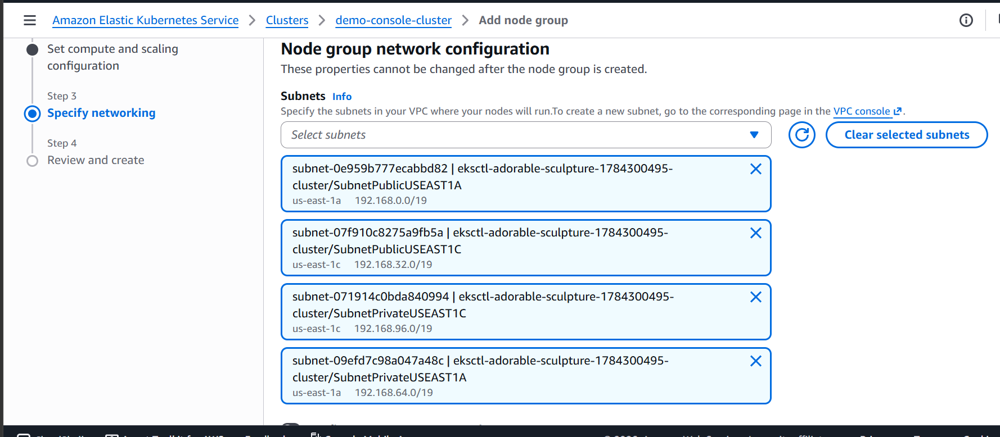 Amazon Elastic Kubernetes Service > Clusters > demo-console-cluster > Add node group
Set compute and scaling
configuration
Step 3
Specify networking
Step 4
Review and create
Node group network configuration
These properties cannot be changed after the node group is created.
Subnets Info
Specify the subnets in your VPC where your nodes will run.To create a new subnet, go to the corresponding page in the VPC console.
Select subnets
Clear selected subnets
subnet-0e959b777ecabbd82 | eksctl-adorable-sculpture-1784300495-
cluster/SubnetPublicUSEAST1A
us-east-1a 192.168.0.0/19
subnet-07f910c8275a9fb5a | eksctl-adorable-sculpture-1784300495-
cluster/SubnetPublicUSEAST1C
us-east-1c 192.168.32.0/19
subnet-071914c0bda840994 | eksctl-adorable-sculpture-1784300495-
cluster/SubnetPrivateUSEAST1C
us-east-1c 192.168.96.0/19
subnet-09efd7c98a047a48c | eksctl-adorable-sculpture-1784300495-
cluster/SubnetPrivateUSEAST1A
us-east-1a 192.168.64.0/19